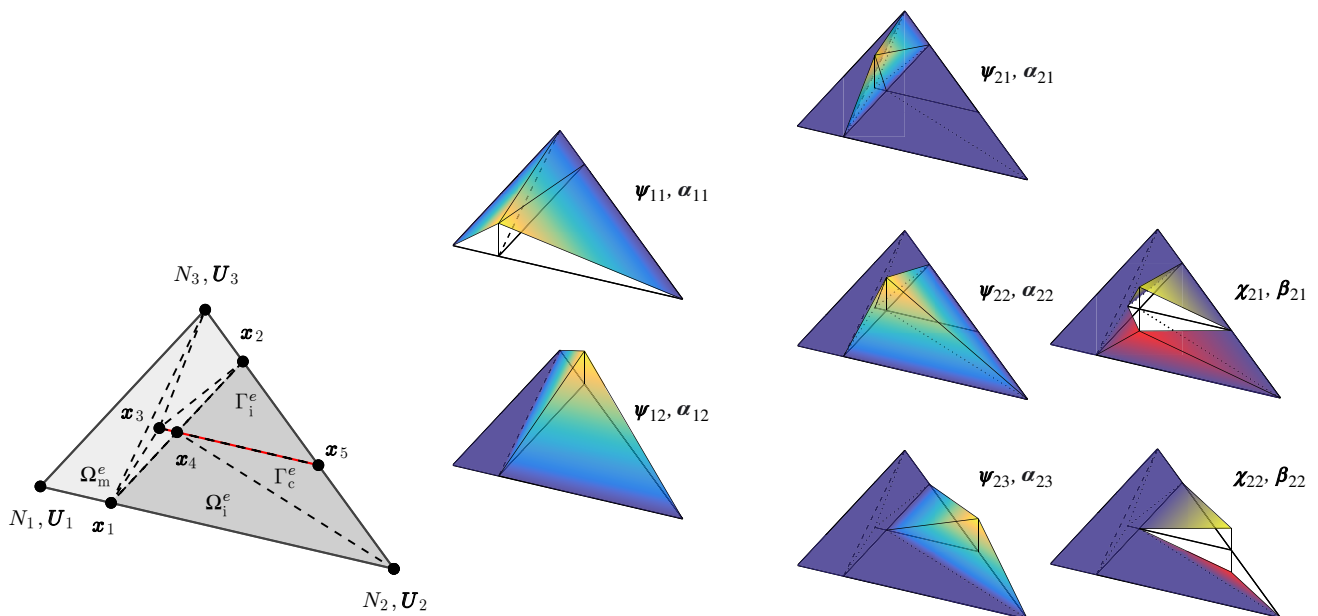 N₃, U₃
x₂
Γᵢᵉ
x₃
x₄
x₅
Ωₘᵉ
Γ_cᵉ
Ωᵢᵉ
N₁, U₁
x₁
N₂, U₂
ψ₁₁, α₁₁
ψ₁₂, α₁₂
ψ₂₁, α₂₁
ψ₂₂, α₂₂
χ₂₁, β₂₁
ψ₂₃, α₂₃
χ₂₂, β₂₂